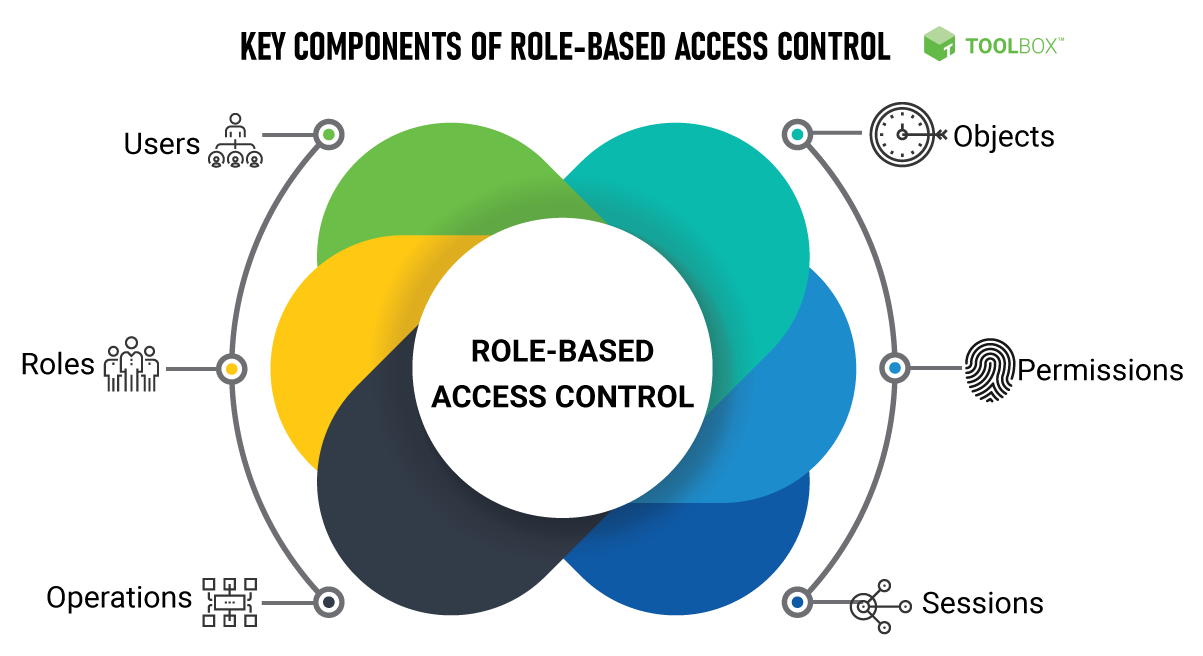 KEY COMPONENTS OF ROLE-BASED ACCESS CONTROL
TOOLBOX™
Users
Objects
Roles
ROLE-BASED
ACCESS CONTROL
Permissions
Operations
Sessions